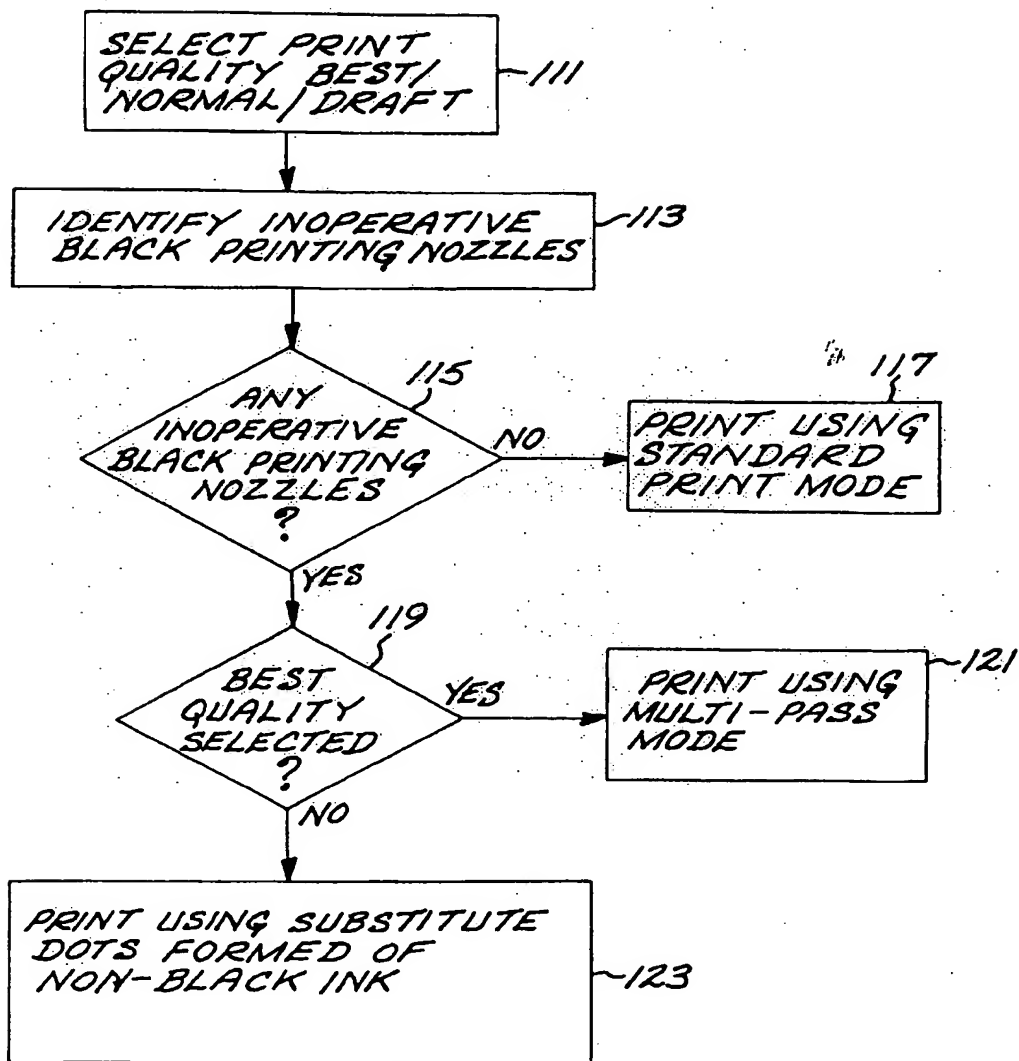 SELECT PRINT
QUALITY BEST/
NORMAL/DRAFT
111
IDENTIFY INOPERATIVE
BLACK PRINTING NOZZLES
113
ANY
INOPERATIVE
BLACK PRINTING
NOZZLES
?
115
NO
117
PRINT USING
STANDARD
PRINT MODE
YES
119
BEST
QUALITY
SELECTED
?
YES
121
PRINT USING
MULTI-PASS
MODE
NO
PRINT USING SUBSTITUTE
DOTS FORMED OF
NON-BLACK INK
123